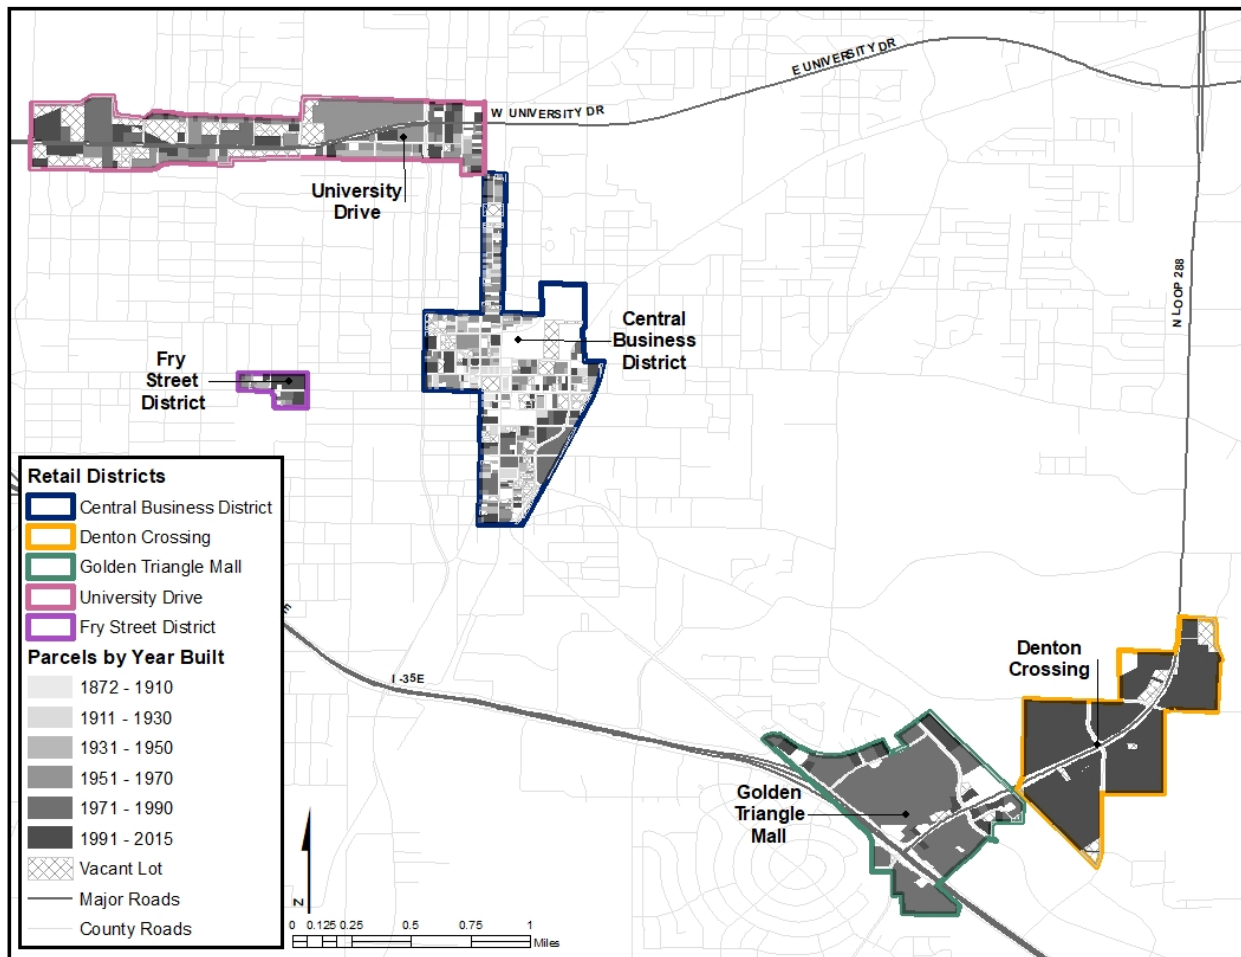 E UNIVERSITY DR
W UNIVERSITY DR
University
Drive
N LOOP 288
Central
Business
District
Fry
Street
District
Retail Districts
Central Business District
Denton Crossing
Golden Triangle Mall
University Drive
Fry Street District
Parcels by Year Built
1872 - 1910
1911 - 1930
1931 - 1950
1951 - 1970
1971 - 1990
1991 - 2015
Vacant Lot
Major Roads
County Roads
I -35E
Denton
Crossing
Golden
Triangle
Mall
N
0 0.125 0.25 0.5 0.75 1
Miles